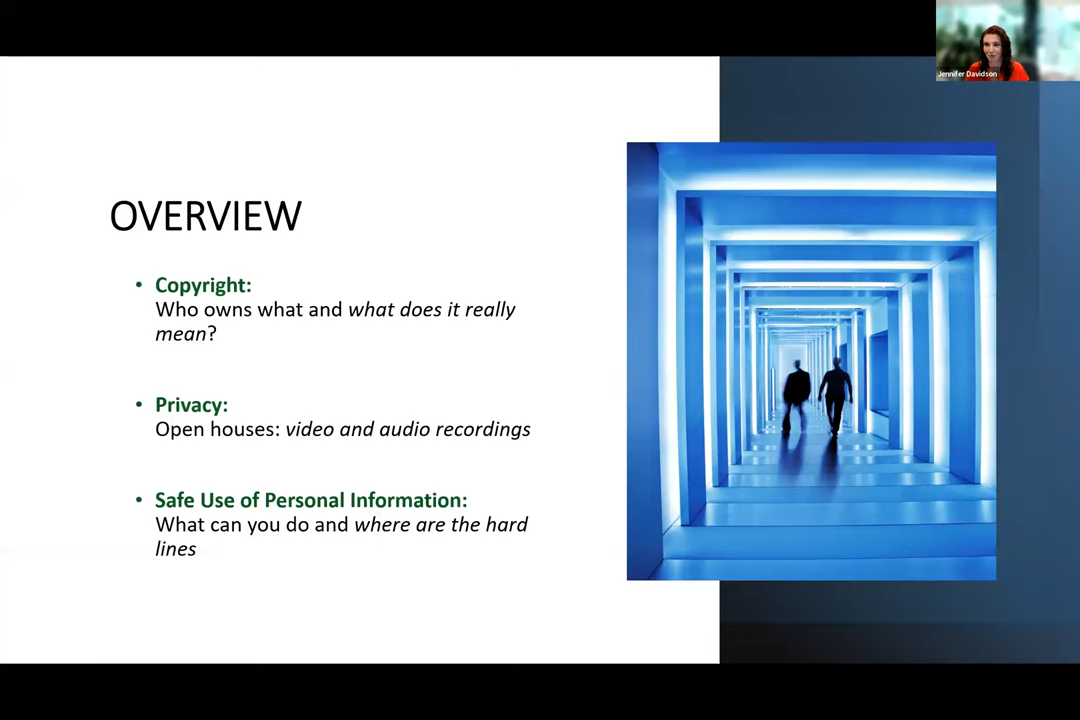 Jennifer Davidson
OVERVIEW
• Copyright:
Who owns what and what does it really
mean?
• Privacy:
Open houses: video and audio recordings
• Safe Use of Personal Information:
What can you do and where are the hard
lines